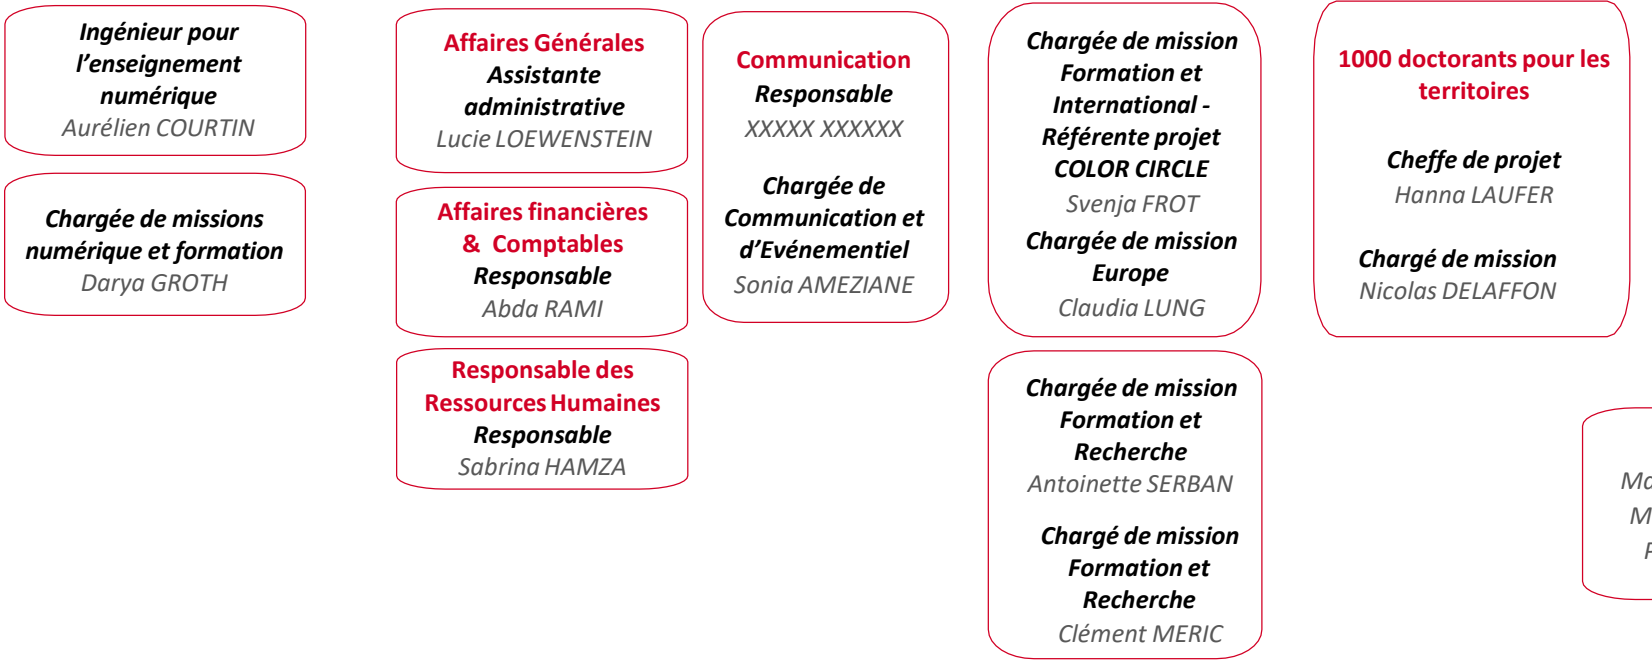 Ingénieur pour
l’enseignement
numérique
Aurélien COURTIN
Chargée de missions
numérique et formation
Darya GROTH
Affaires Générales
Assistante
administrative
Lucie LOEWENSTEIN
Affaires financières
& Comptables
Responsable
Abda RAMI
Responsable des
Ressources Humaines
Responsable
Sabrina HAMZA
Communication
Responsable
XXXXX XXXXXX
Chargée de
Communication et
d’Evénementiel
Sonia AMEZIANE
Chargée de mission
Formation et
International -
Référente projet
COLOR CIRCLE
Svenja FROT
Chargée de mission
Europe
Claudia LUNG
Chargée de mission
Formation et
Recherche
Antoinette SERBAN
Chargé de mission
Formation et
Recherche
Clément MERIC
1000 doctorants pour les
territoires
Cheffe de projet
Hanna LAUFER
Chargé de mission
Nicolas DELAFFON